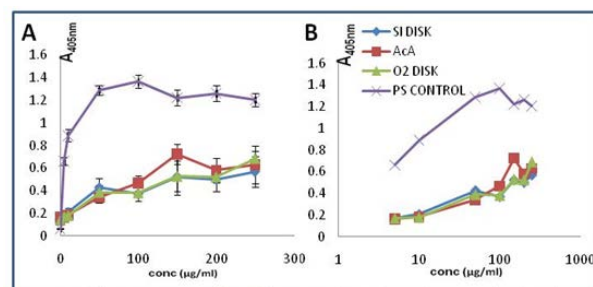 A
A405nm
1.6
1.4
1.2
1
0.8
0.6
0.4
0.2
0
0 100 200 300
conc (µg/ml)
B
A405nm
SI DISK
AcA
O2 DISK
PS CONTROL
1.6
1.4
1.2
1
0.8
0.6
0.4
0.2
0
1 10 100 1000
conc (µg/ml)